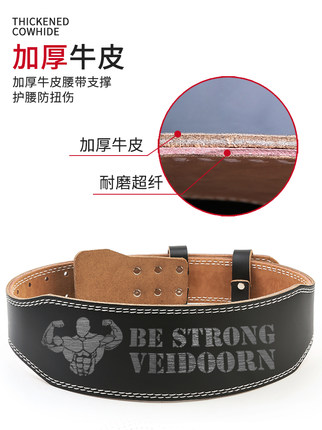 THICKENED
COWHIDE
加厚牛皮
加厚牛皮腰带支撑
护腰防扭伤
加厚牛皮
耐磨超纤
BE STRONG
VEIDOORN